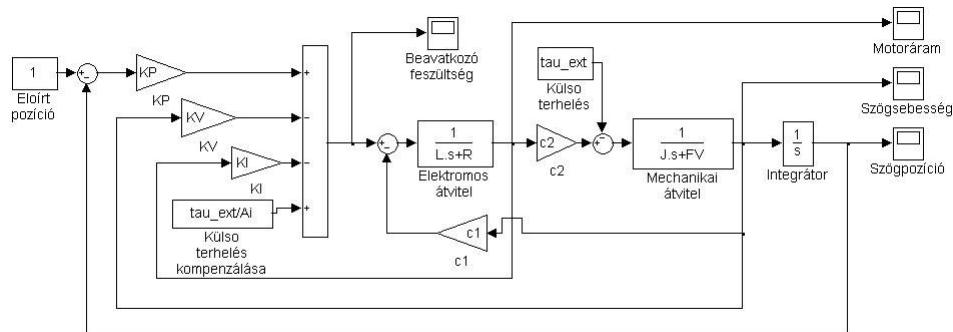 1
Eloírt
pozíció
KP
KP
KV
KV
KI
KI
tau_ext/Ai
Külso
terhelés
kompenzálása
Beavatkozó
feszültség
1
L.s+R
Elektromos
átvitel
c2
c2
tau_ext
Külso
terhelés
1
J.s+FV
Mechanikai
átvitel
1
s
Integrátor
c1
c1
Motoráram
Szögsebesség
Szögpozíció